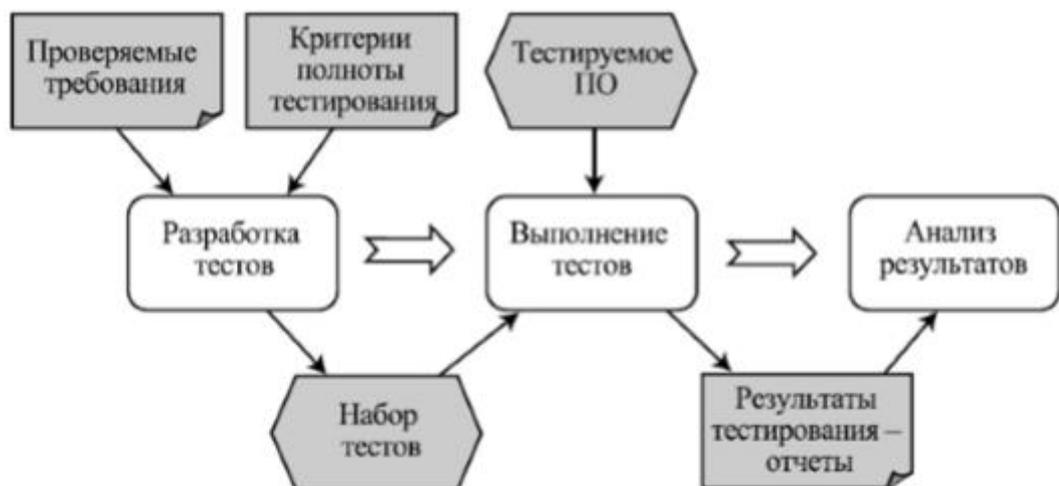 Проверяемые
требования
Критерии
полноты
тестирования
Тестируемое
ПО
Разработка
тестов
Выполнение
тестов
Анализ
результатов
Набор
тестов
Результаты
тестирования –
отчеты